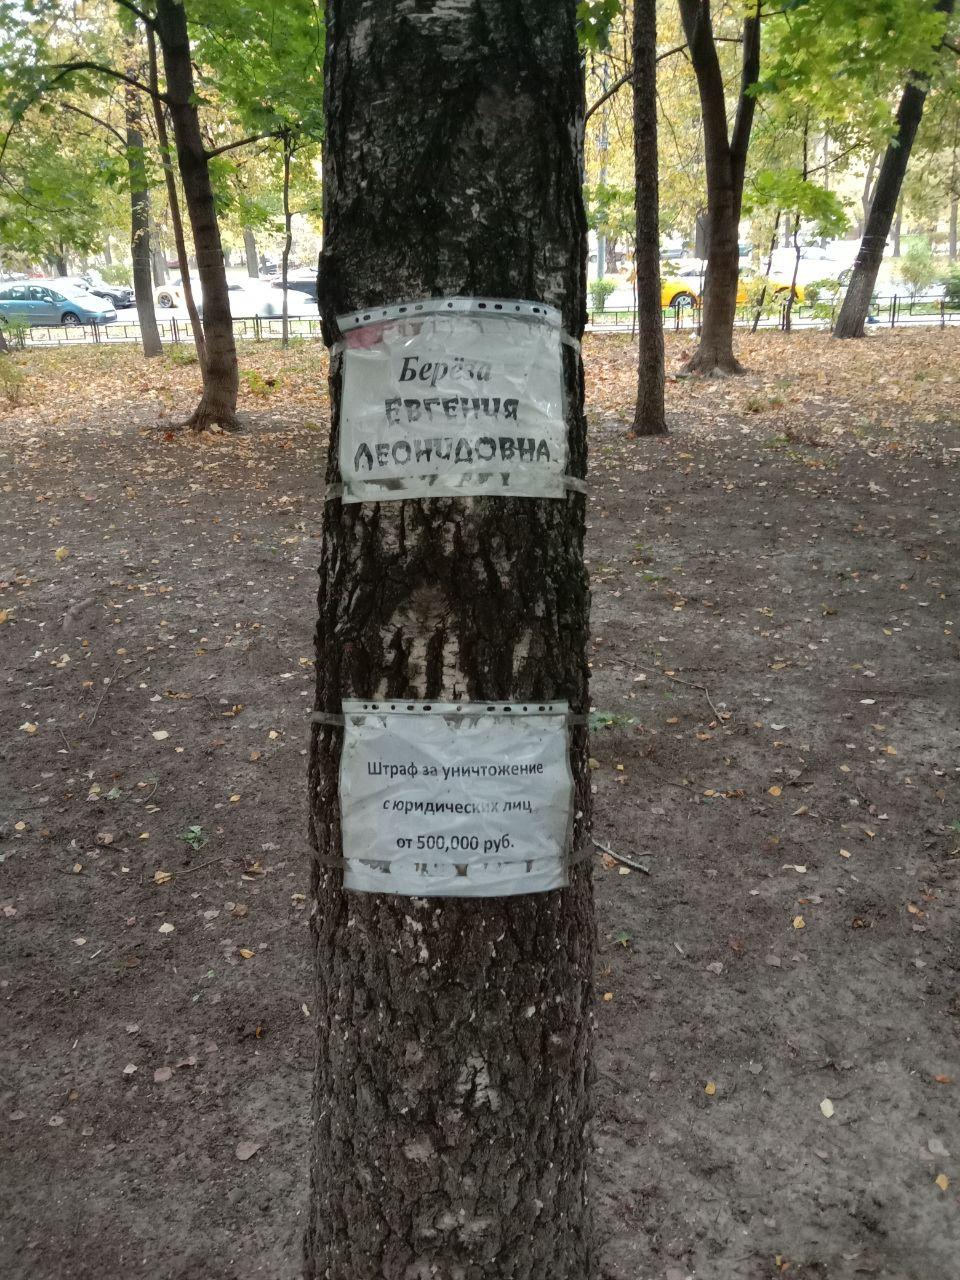 Берёза
ЕВГЕНИЯ
ЛЕОНИДОВНА
Штраф за уничтожение
с юридических лиц
от 500,000 руб.